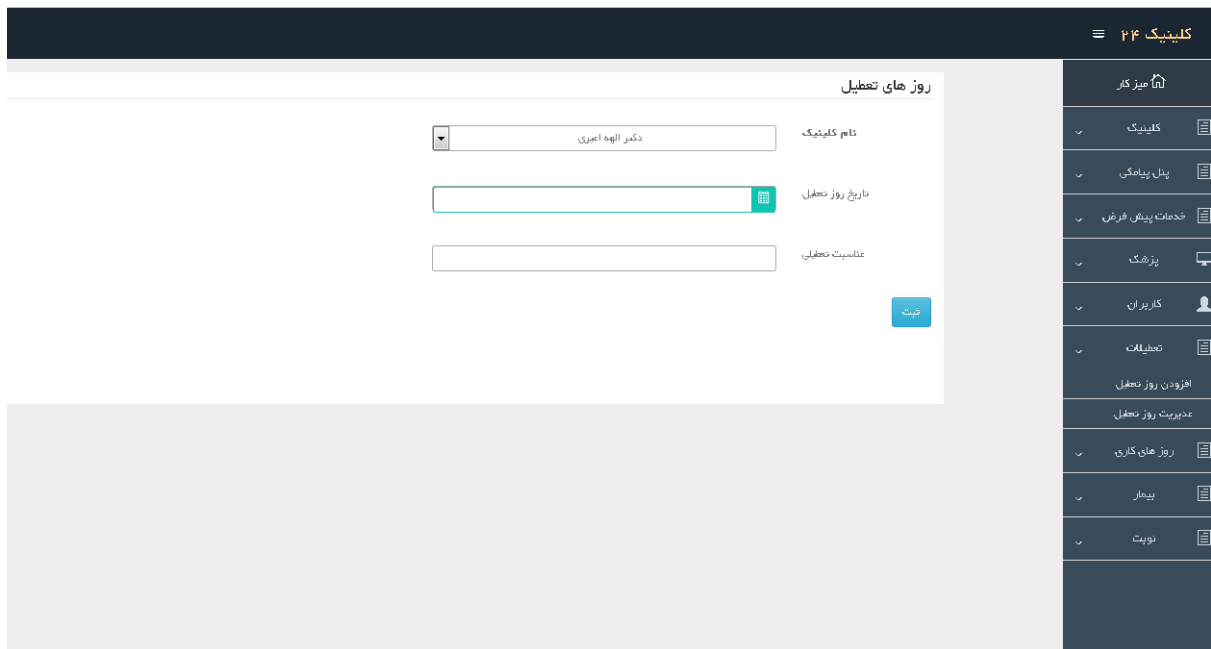 کلینیک ۲۴
میز کار
کلینیک
پنل پیامکی
خدمات پیش فرض
پزشک
کاربران
تعطیلات
افزودن روز تعطیل
مدیریت روز تعطیل
روز های کاری
بیمار
نوبت
روز های تعطیل
نام کلینیک
دکتر الهه امیری
تاریخ روز تعطیل
مناسبت تعطیلی
ثبت